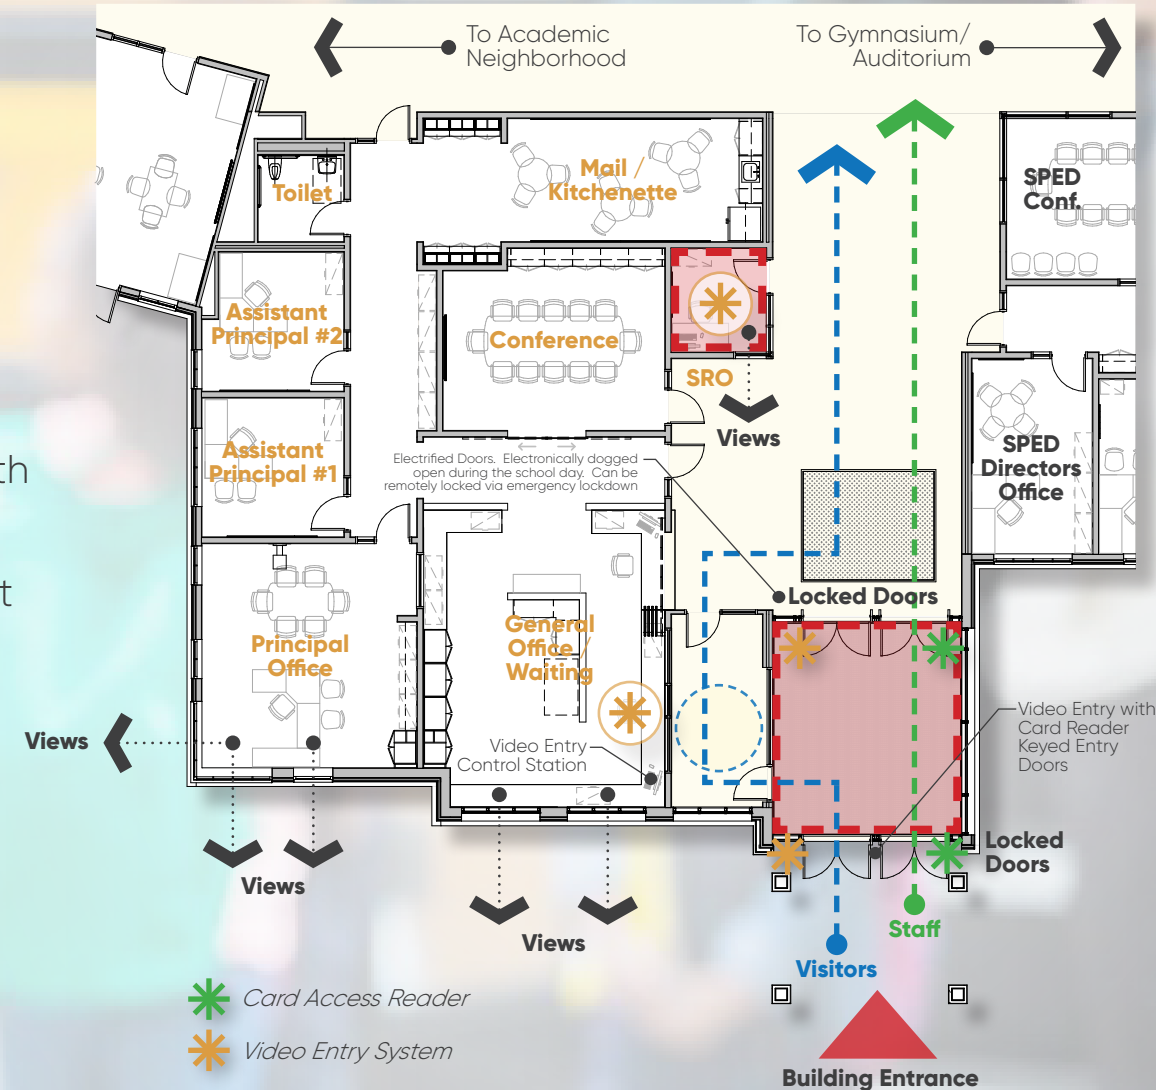 To Academic
Neighborhood
To Gymnasium/
Auditorium
Toilet
Mail /
Kitchenette
SPED
Conf.
Assistant
Principal #2
Conference
SRO
Views
Assistant
Principal #1
Electrified Doors. Electronically dogged
open during the school day. Can be
remotely locked via emergency lockdown
SPED
Directors
Office
th
t
Locked Doors
Principal
Office
General
Office /
Waiting
Views
Video Entry
Control Station
Video Entry with
Card Reader
Keyed Entry
Doors
Locked
Doors
Views
Views
Staff
Visitors
Card Access Reader
Video Entry System
Building Entrance